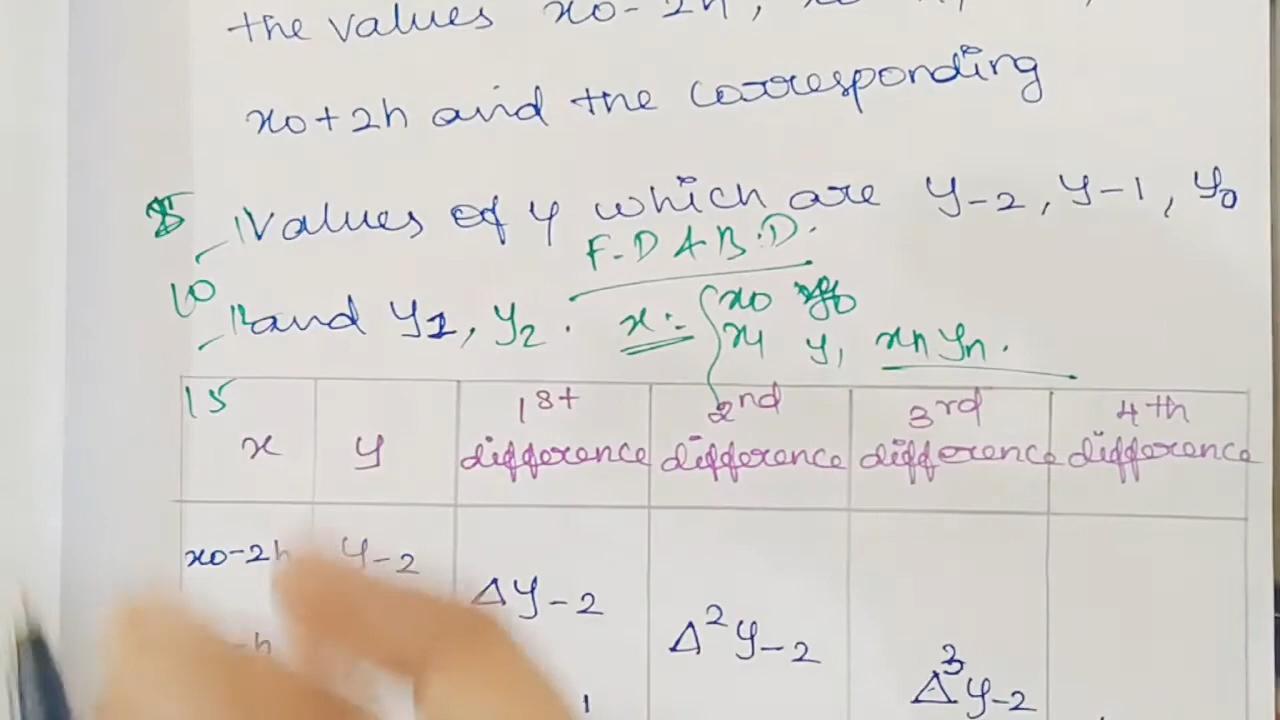 the values x0-2h,
x0+2h and the corresponding
5 values of y which are y-2, y-1, y0
F.D & B.D.
10 and y1, y2. x: x0 y0
x1 y1 xn yn.
15
x y 1st difference 2nd difference 3rd difference 4th difference
x0-2h y-2
Δy-2
Δ²y-2
-h
Δ³y-2